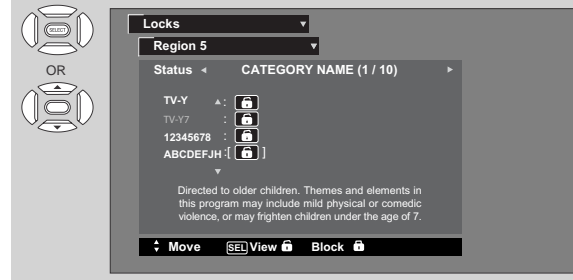 SELECT
OR
Locks
Region 5
Status CATEGORY NAME (1 / 10)
TV-Y :
TV-Y7 :
12345678 :
ABCDEFJH :[ ]
Directed to older children. Themes and elements in
this program may include mild physical or comedic
violence, or may frighten children under the age of 7.
Move SEL View Block